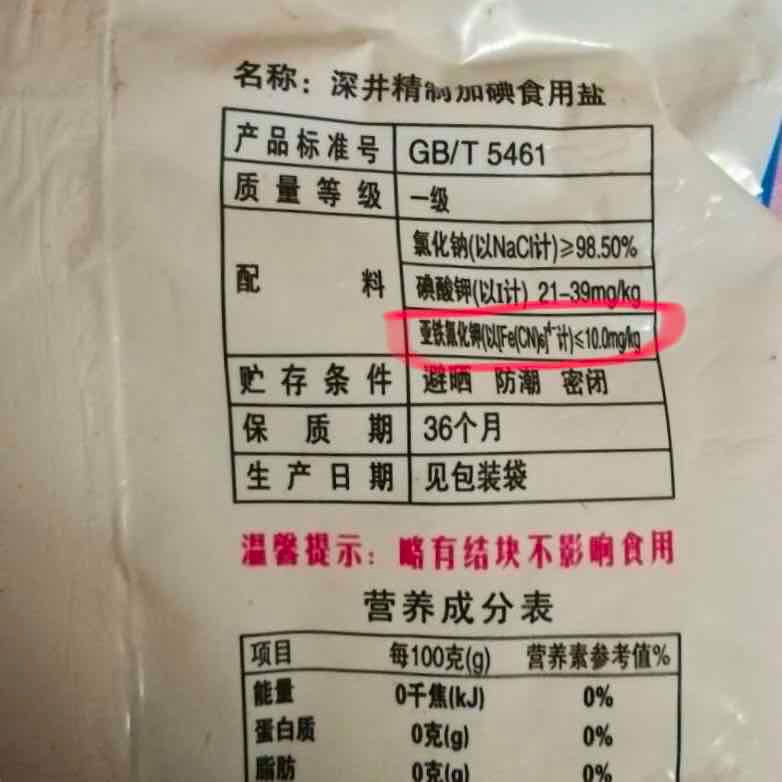 名称：深井精制加碘食用盐
产品标准号 GB/T 5461
质量等级 一级
配料 氯化钠(以NaCl计)≥98.50%
碘酸钾(以I计) 21-39mg/kg
亚铁氰化钾(以[Fe(CN)6]⁴⁻计)≤10.0mg/kg
贮存条件 避晒 防潮 密闭
保质期 36个月
生产日期 见包装袋
温馨提示：略有结块不影响食用
营养成分表
项目 每100克(g) 营养素参考值%
能量 0千焦(kJ) 0%
蛋白质 0克(g) 0%
脂肪 0克(g) 0%